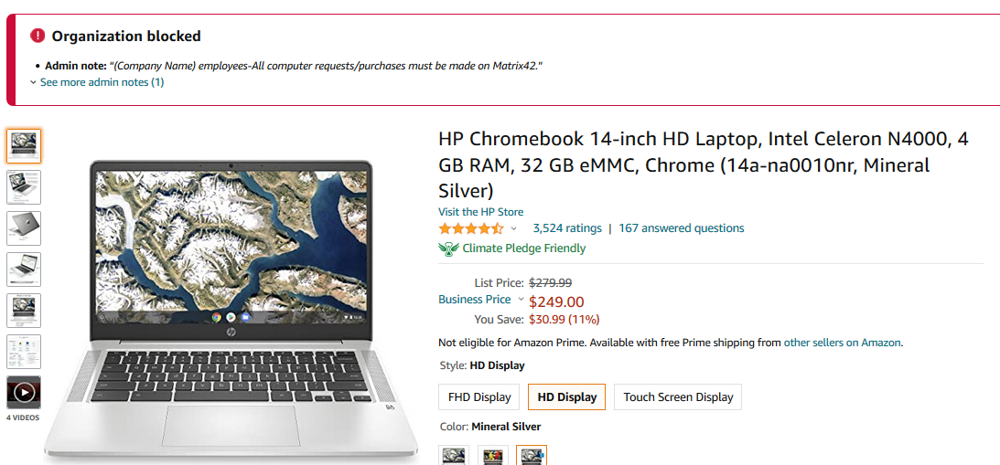 Organization blocked
• Admin note: "(Company Name) employees-All computer requests/purchases must be made on Matrix42."
See more admin notes (1)
HP Chromebook 14-inch HD Laptop, Intel Celeron N4000, 4
GB RAM, 32 GB eMMC, Chrome (14a-na0010nr, Mineral
Silver)
Visit the HP Store
3,524 ratings | 167 answered questions
Climate Pledge Friendly
List Price: $279.99
Business Price $249.00
You Save: $30.99 (11%)
Not eligible for Amazon Prime. Available with free Prime shipping from other sellers on Amazon.
Style: HD Display
FHD Display HD Display Touch Screen Display
Color: Mineral Silver
4 VIDEOS
hp